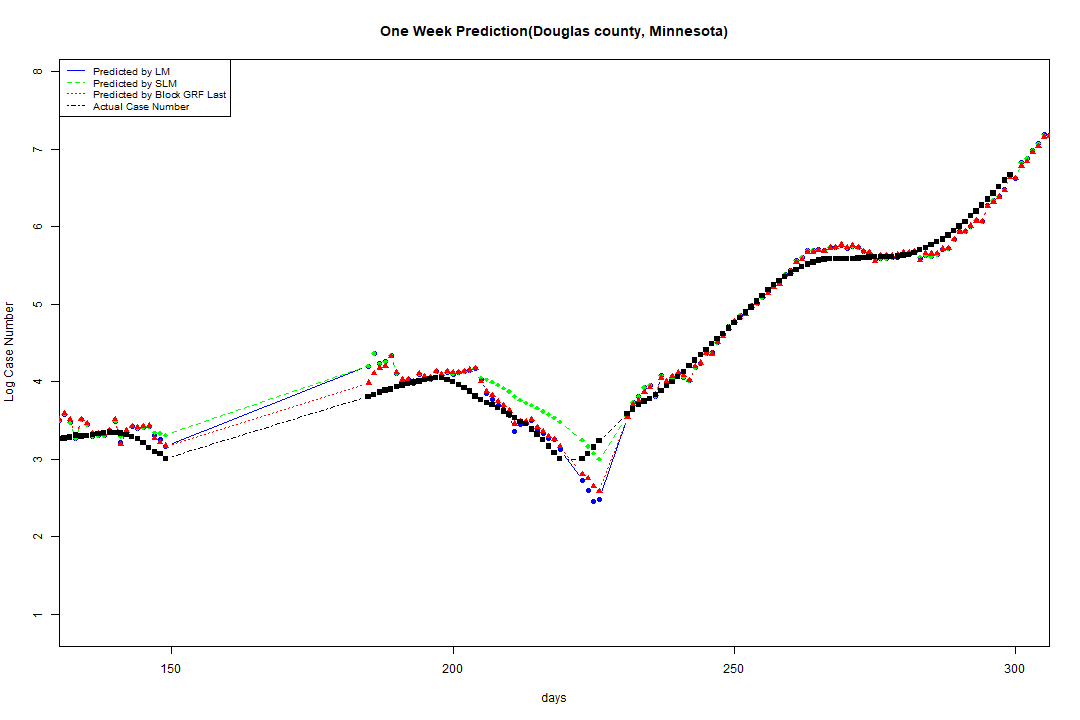 One Week Prediction(Douglas county, Minnesota)
Predicted by LM
Predicted by SLM
Predicted by Block GRF Last
Actual Case Number
8
7
6
5
4
3
2
1
Log Case Number
150 200 250 300
days